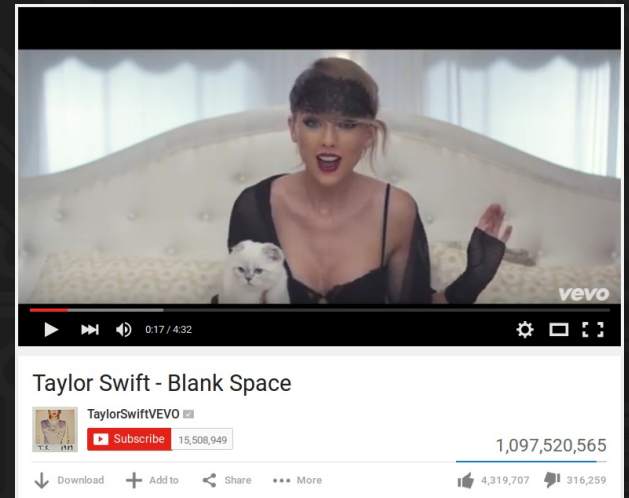 vevo
0:17 / 4:32
Taylor Swift - Blank Space
TaylorSwiftVEVO
Subscribe 15,508,949
T.S. 1989
1,097,520,565
Download Add to Share More 4,319,707 316,259